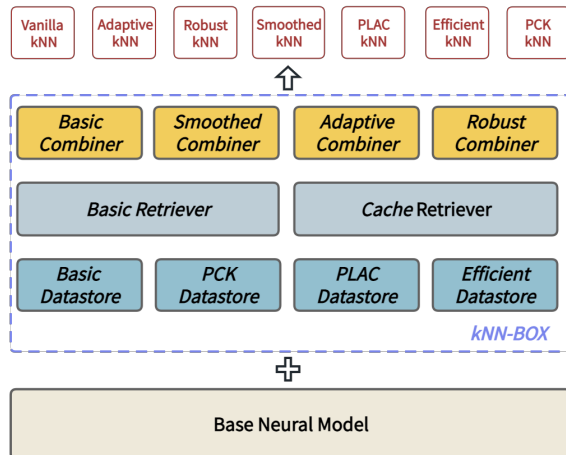 Vanilla
kNN
Adaptive
kNN
Robust
kNN
Smoothed
kNN
PLAC
kNN
Efficient
kNN
PCK
kNN
Basic
Combiner
Smoothed
Combiner
Adaptive
Combiner
Robust
Combiner
Basic Retriever
Cache Retriever
Basic
Datastore
PCK
Datastore
PLAC
Datastore
Efficient
Datastore
kNN-BOX
Base Neural Model